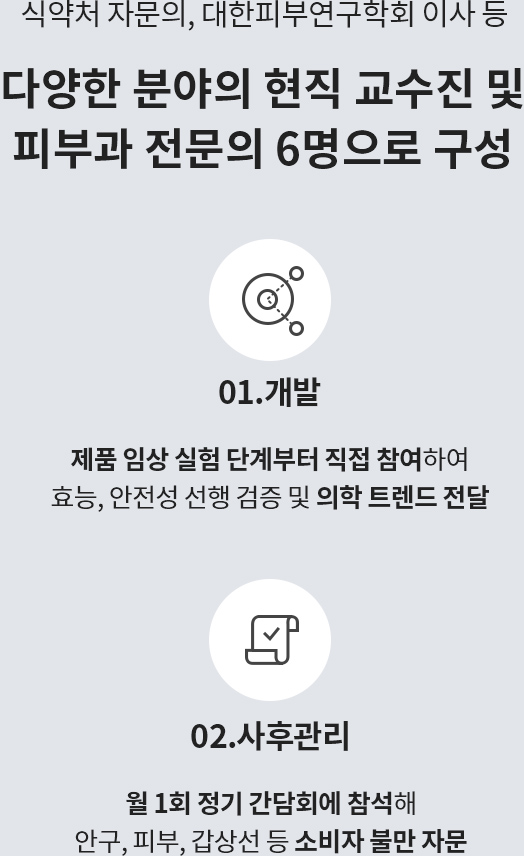 식약처 자문의, 대한피부연구학회 이사 등
다양한 분야의 현직 교수진 및
피부과 전문의 6명으로 구성
01.개발
제품 임상 실험 단계부터 직접 참여하여
효능, 안전성 선행 검증 및 의학 트렌드 전달
02.사후관리
월 1회 정기 간담회에 참석해
안구, 피부, 갑상선 등 소비자 불만 자문